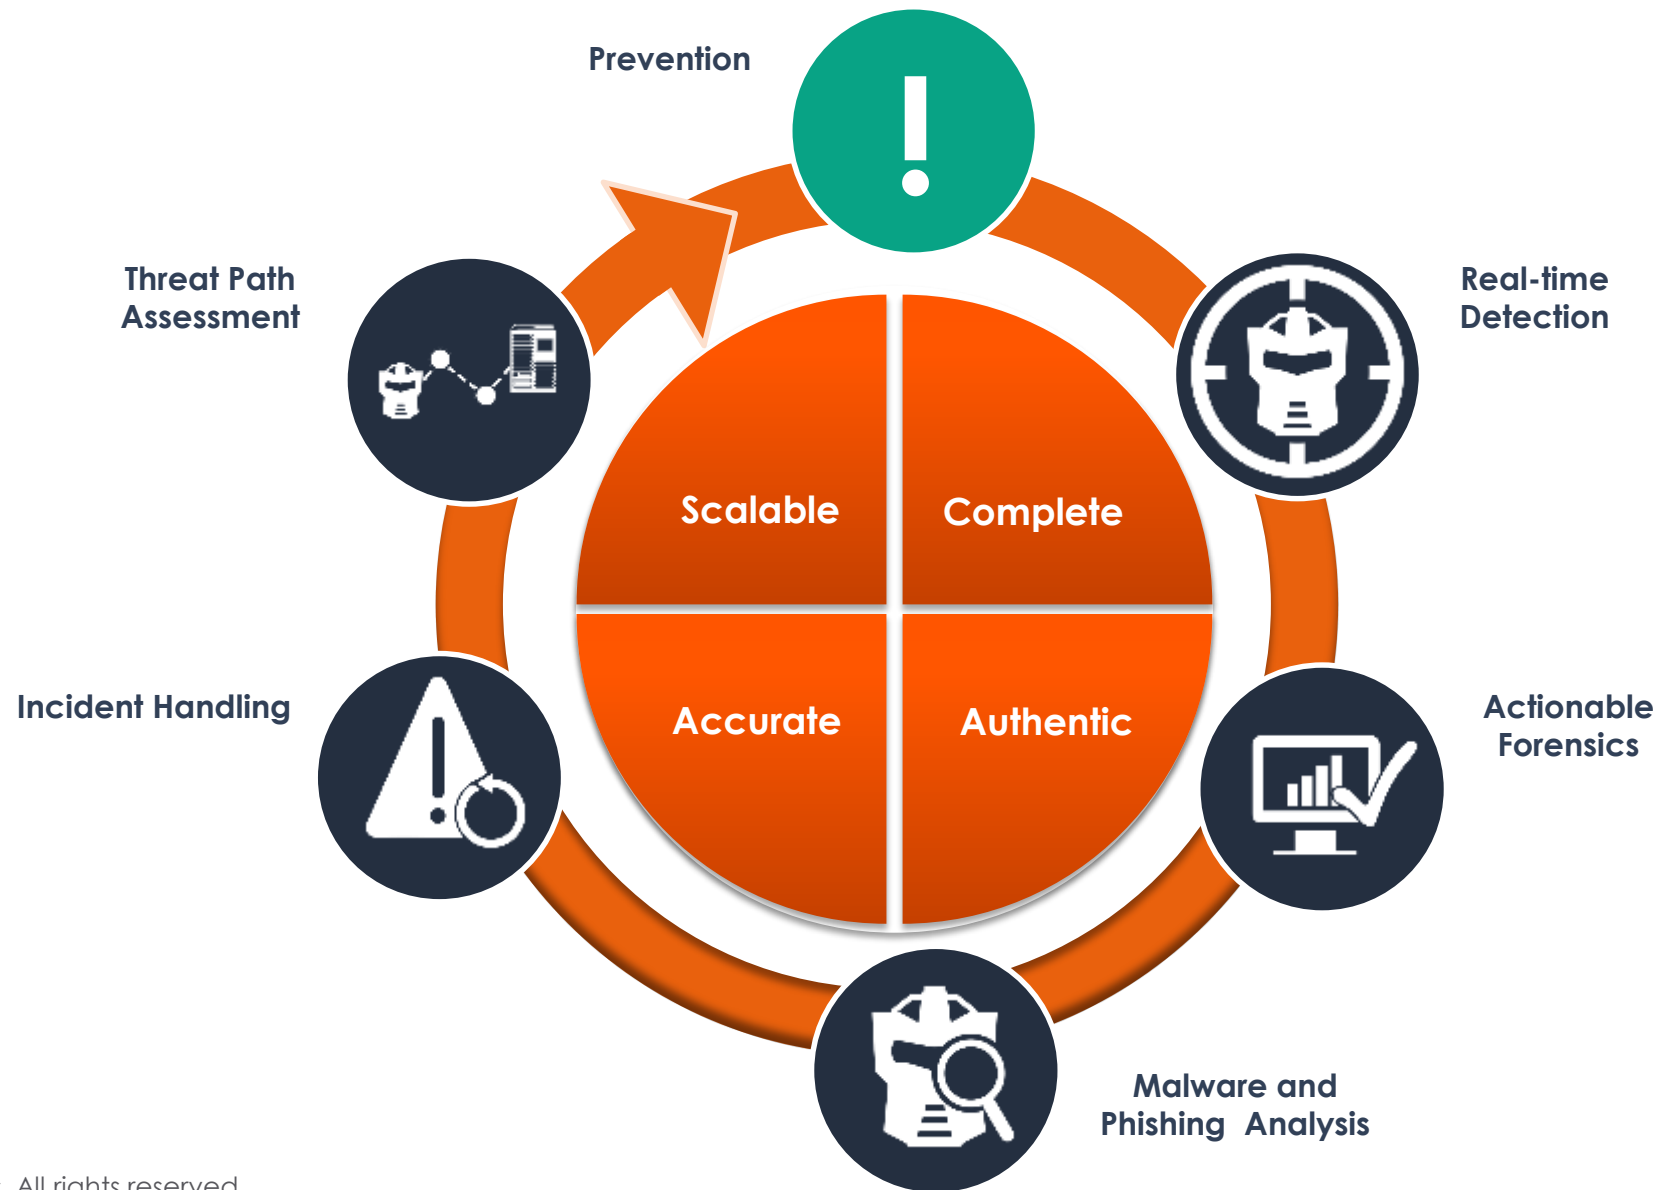 Prevention
Threat Path
Assessment
Real-time
Detection
Scalable
Complete
Incident Handling
Accurate
Authentic
Actionable
Forensics
Malware and
Phishing Analysis
All rights reserved